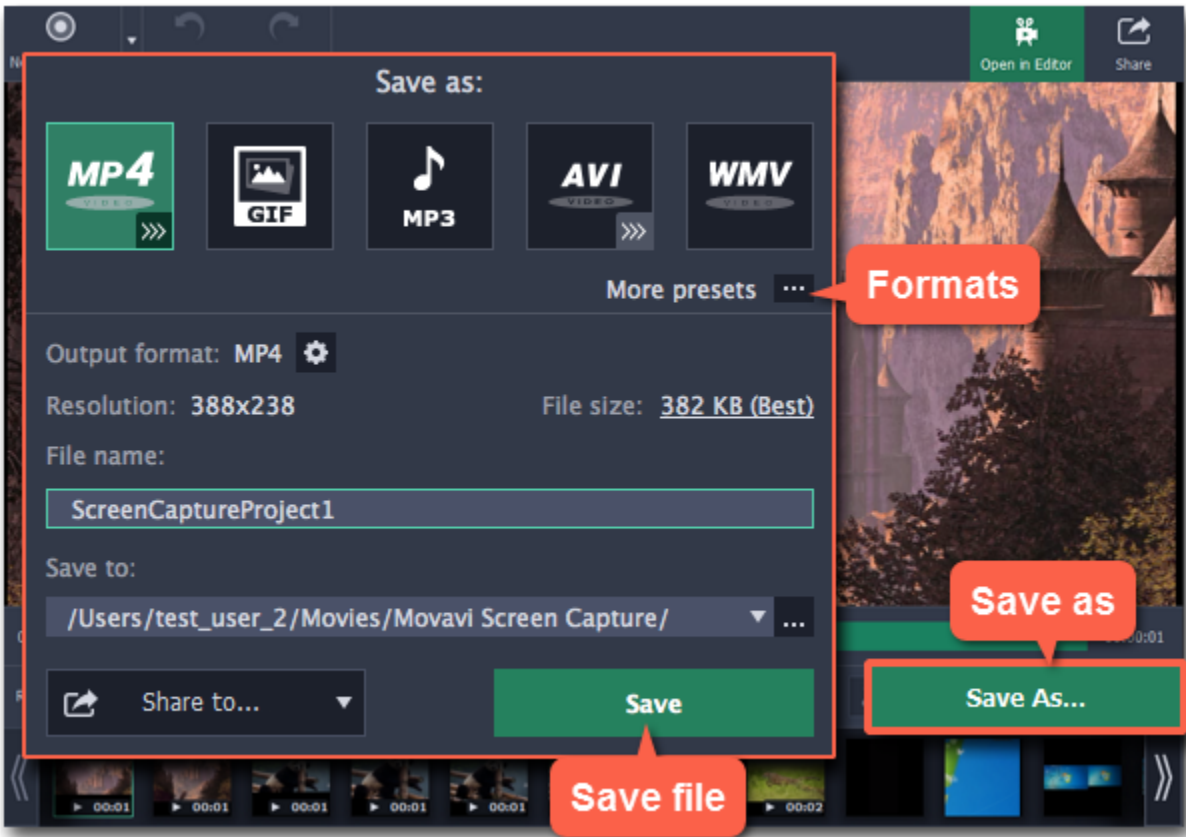 Open in Editor
Share
Save as:
MP4
VIDEO
GIF
MP3
AVI
VIDEO
WMV
VIDEO
More presets ...
Formats
Output format: MP4
Resolution: 388x238
File size: 382 KB (Best)
File name:
ScreenCaptureProject1
Save to:
/Users/test_user_2/Movies/Movavi Screen Capture/
...
Save as
:01
Share to...
Save
Save As...
Save file
00:01
00:01
00:01
00:01
00:01
00:02